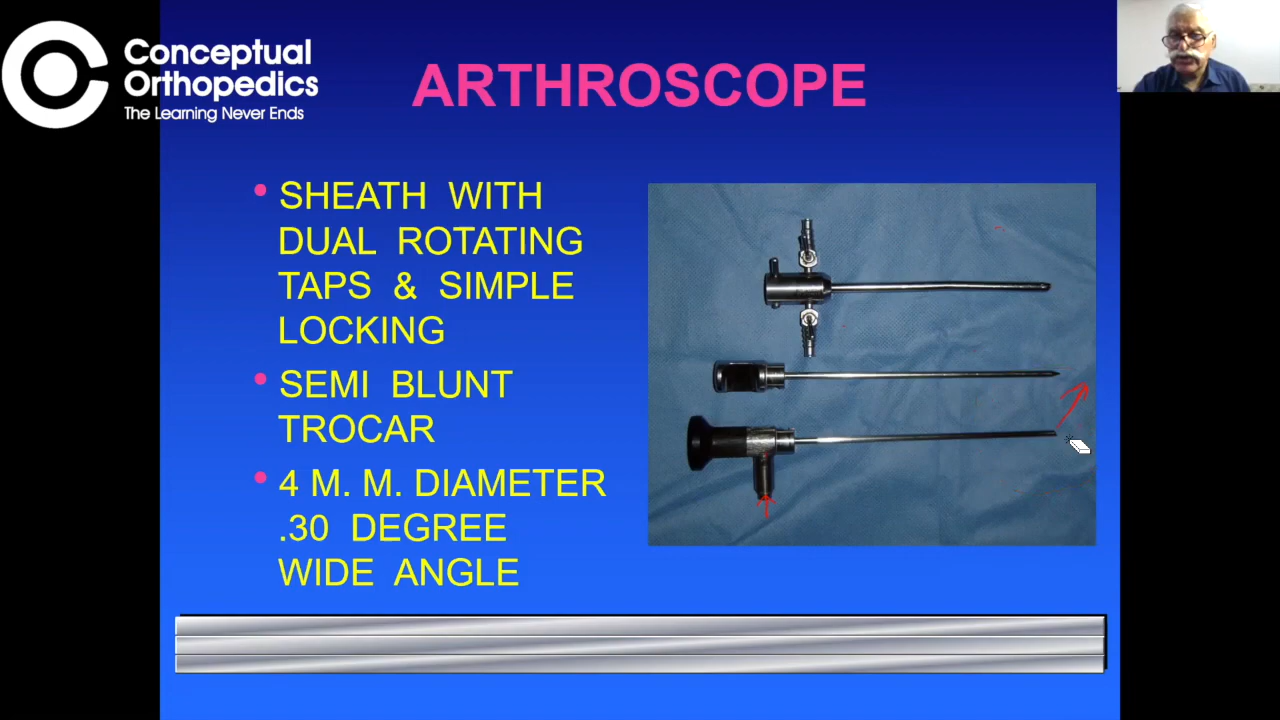 Conceptual
Orthopedics
The Learning Never Ends
ARTHROSCOPE
• SHEATH WITH
DUAL ROTATING
TAPS & SIMPLE
LOCKING
• SEMI BLUNT
TROCAR
• 4 M. M. DIAMETER
.30 DEGREE
WIDE ANGLE